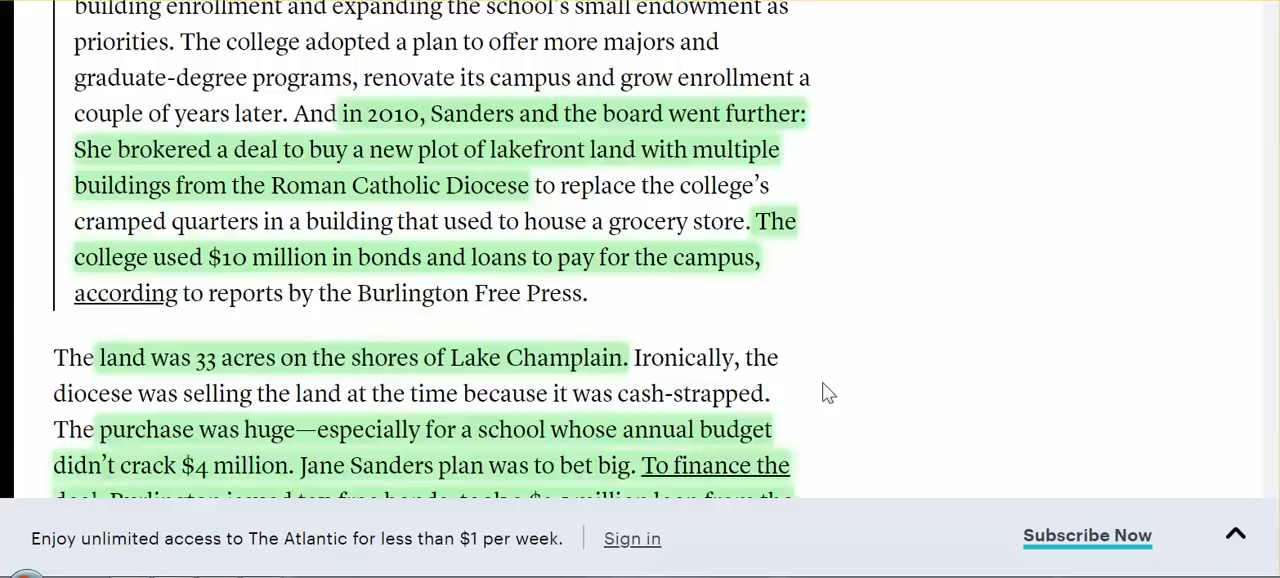 building enrollment and expanding the school's small endowment as
priorities. The college adopted a plan to offer more majors and
graduate-degree programs, renovate its campus and grow enrollment a
couple of years later. And in 2010, Sanders and the board went further:
She brokered a deal to buy a new plot of lakefront land with multiple
buildings from the Roman Catholic Diocese to replace the college’s
cramped quarters in a building that used to house a grocery store. The
college used $10 million in bonds and loans to pay for the campus,
according to reports by the Burlington Free Press.
The land was 33 acres on the shores of Lake Champlain. Ironically, the
diocese was selling the land at the time because it was cash-strapped.
The purchase was huge—especially for a school whose annual budget
didn’t crack $4 million. Jane Sanders plan was to bet big. To finance the
Enjoy unlimited access to The Atlantic for less than $1 per week.
Sign in
Subscribe Now